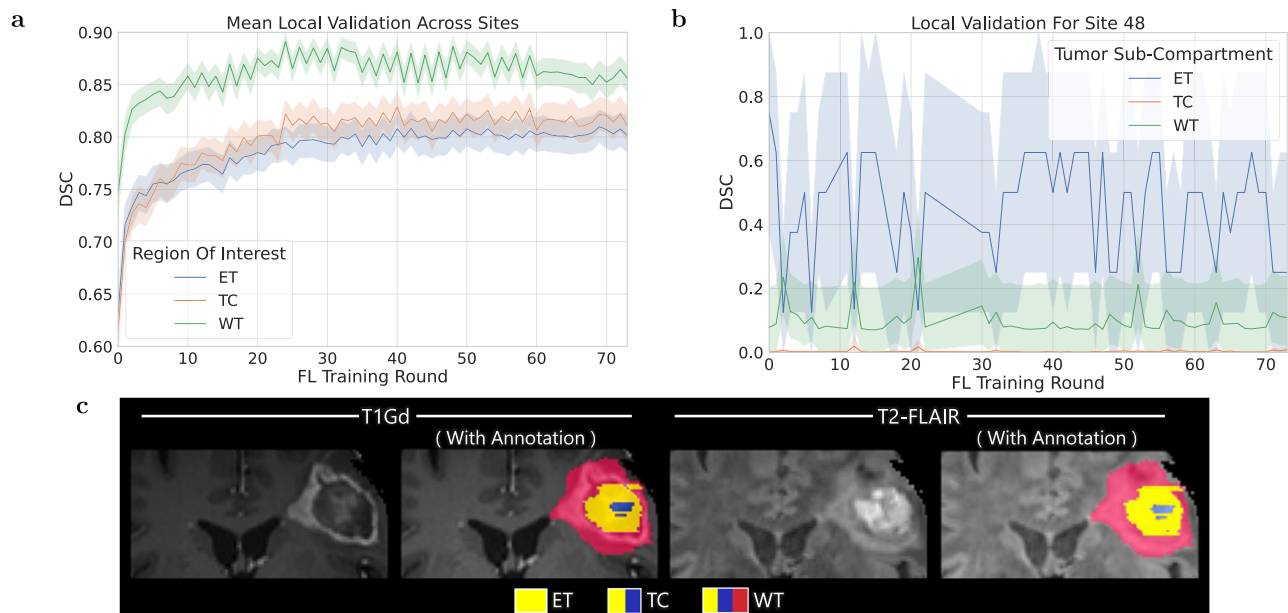 a
Mean Local Validation Across Sites
0.90
0.85
0.80
0.75
0.70
0.65
0.60
DSC
Region Of Interest
ET
TC
WT
0 10 20 30 40 50 60 70
FL Training Round
b
Local Validation For Site 48
1.0
0.8
0.6
0.4
0.2
0.0
DSC
Tumor Sub-Compartment
ET
TC
WT
0 10 20 30 40 50 60 70
FL Training Round
c
T1Gd
( With Annotation )
T2-FLAIR
( With Annotation )
ET TC WT